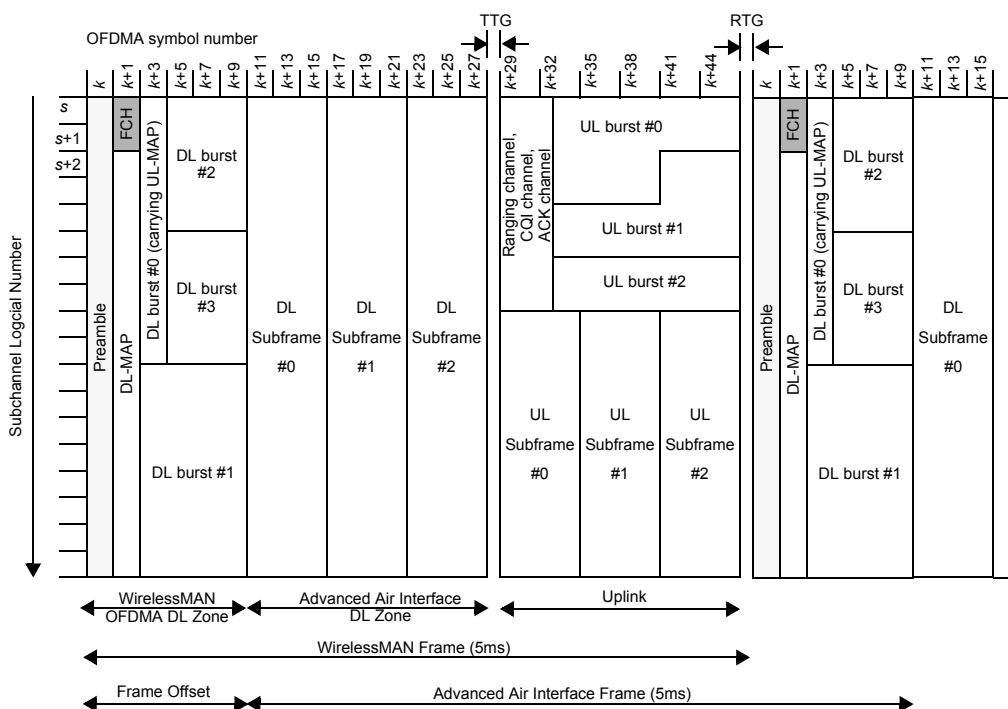 TTG
RTG
OFDMA symbol number
k
k+1
k+3
k+5
k+7
k+9
k+11
k+13
k+15
k+17
k+19
k+21
k+23
k+25
k+27
k+29
k+32
k+35
k+38
k+41
k+44
k
k+1
k+3
k+5
k+7
k+9
k+11
k+13
k+15
Subchannel Logcial Number
s
s+1
s+2
Preamble
FCH
DL-MAP
DL burst #0 (carrying UL-MAP)
DL burst
#2
DL burst
#3
DL burst #1
DL
Subframe
#0
DL
Subframe
#1
DL
Subframe
#2
Ranging channel,
CQI channel,
ACK channel
UL burst #0
UL burst #1
UL burst #2
UL
Subframe
#0
UL
Subframe
#1
UL
Subframe
#2
Preamble
FCH
DL-MAP
DL burst #0 (carrying UL-MAP)
DL burst
#2
DL burst
#3
DL burst #1
DL
Subframe
#0
WirelessMAN
OFDMA DL Zone
Advanced Air Interface
DL Zone
Uplink
WirelessMAN Frame (5ms)
Frame Offset
Advanced Air Interface Frame (5ms)